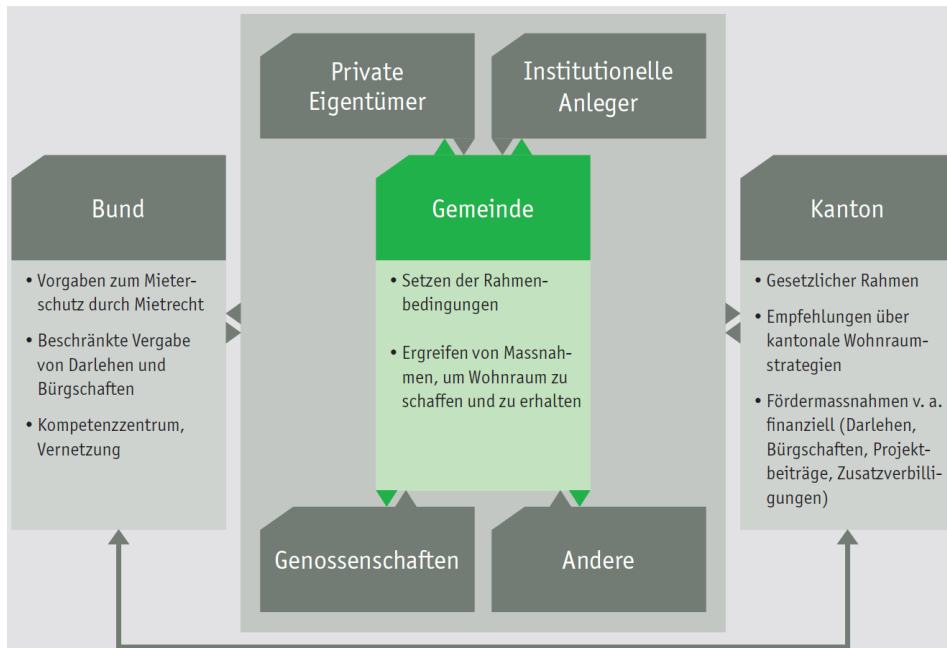 Private
Eigentümer
Institutionelle
Anleger
Bund
• Vorgaben zum Mieter-
schutz durch Mietrecht
• Beschränkte Vergabe
von Darlehen und
Bürgschaften
• Kompetenzzentrum,
Vernetzung
Gemeinde
• Setzen der Rahmen-
bedingungen
• Ergreifen von Massnah-
men, um Wohnraum zu
schaffen und zu erhalten
Kanton
• Gesetzlicher Rahmen
• Empfehlungen über
kantonale Wohnraum-
strategien
• Fördermassnahmen v. a.
finanziell (Darlehen,
Bürgschaften, Projekt-
beiträge, Zusatzverbilli-
gungen)
Genossenschaften
Andere